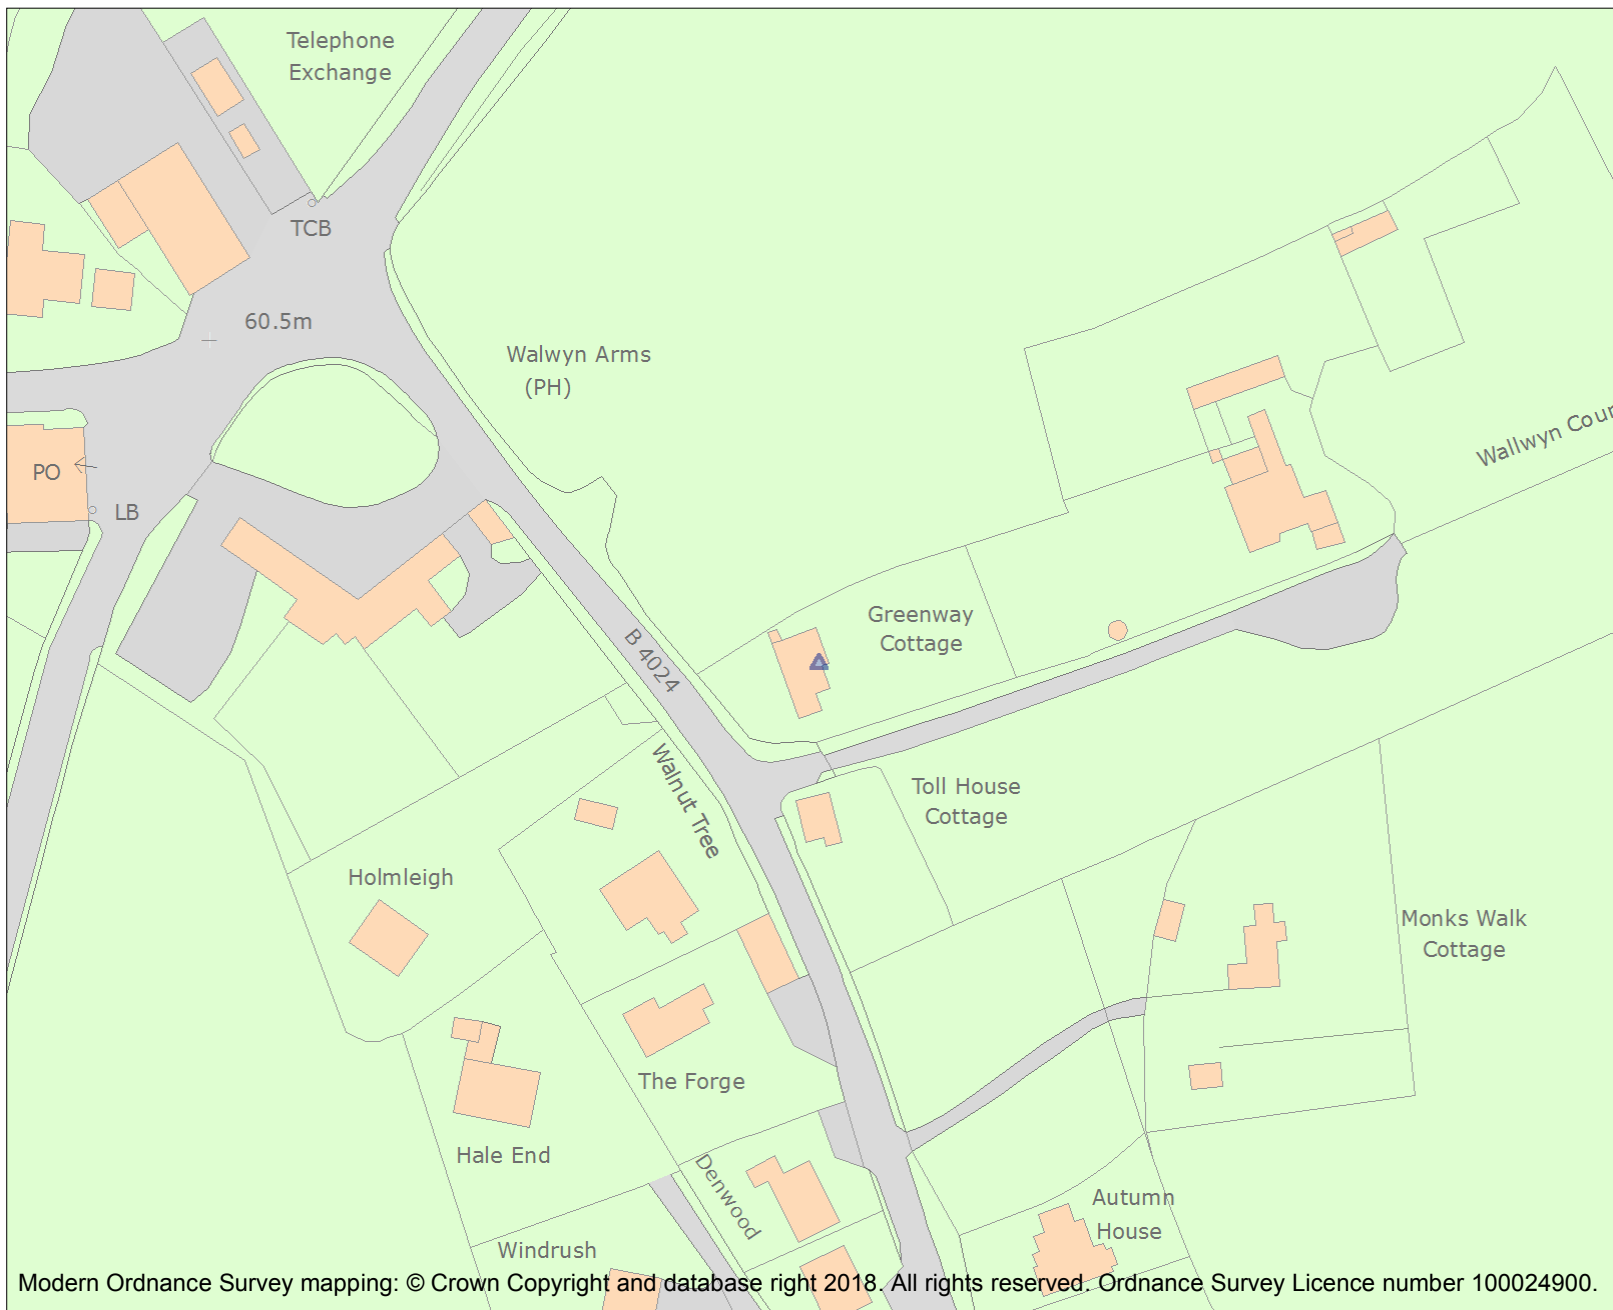 Telephone
Exchange
TCB
60.5m
Walwyn Arms
(PH)
PO
LB
Greenway
Cottage
B 4024
Walnut Tree
Toll House
Cottage
Holmleigh
Monks Walk
Cottage
The Forge
Hale End
Denwood
Autumn
House
Windrush
Modern Ordnance Survey mapping: © Crown Copyright and database right 2018. All rights reserved. Ordnance Survey Licence number 100024900.
Wallwyn